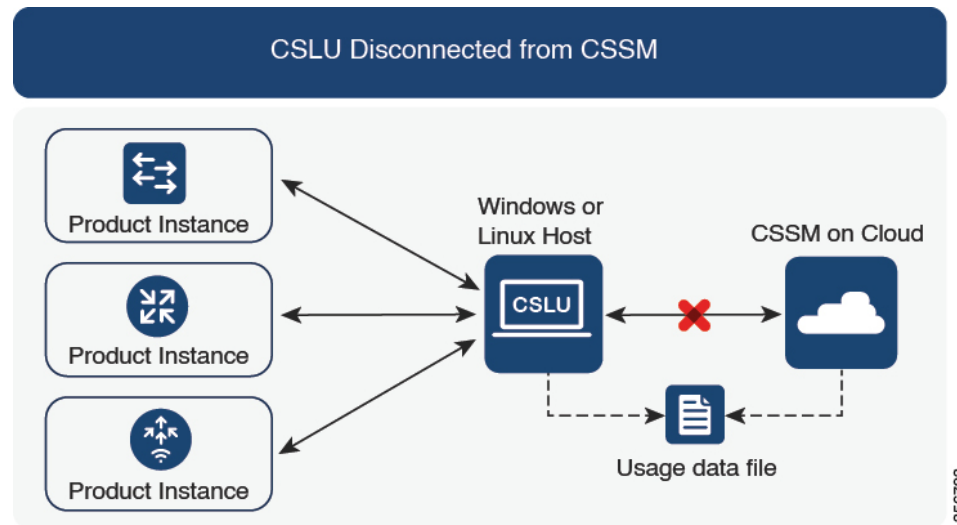 CSLU Disconnected from CSSM
Product Instance
Product Instance
Product Instance
Windows or
Linux Host
CSLU
CSSM on Cloud
Usage data file